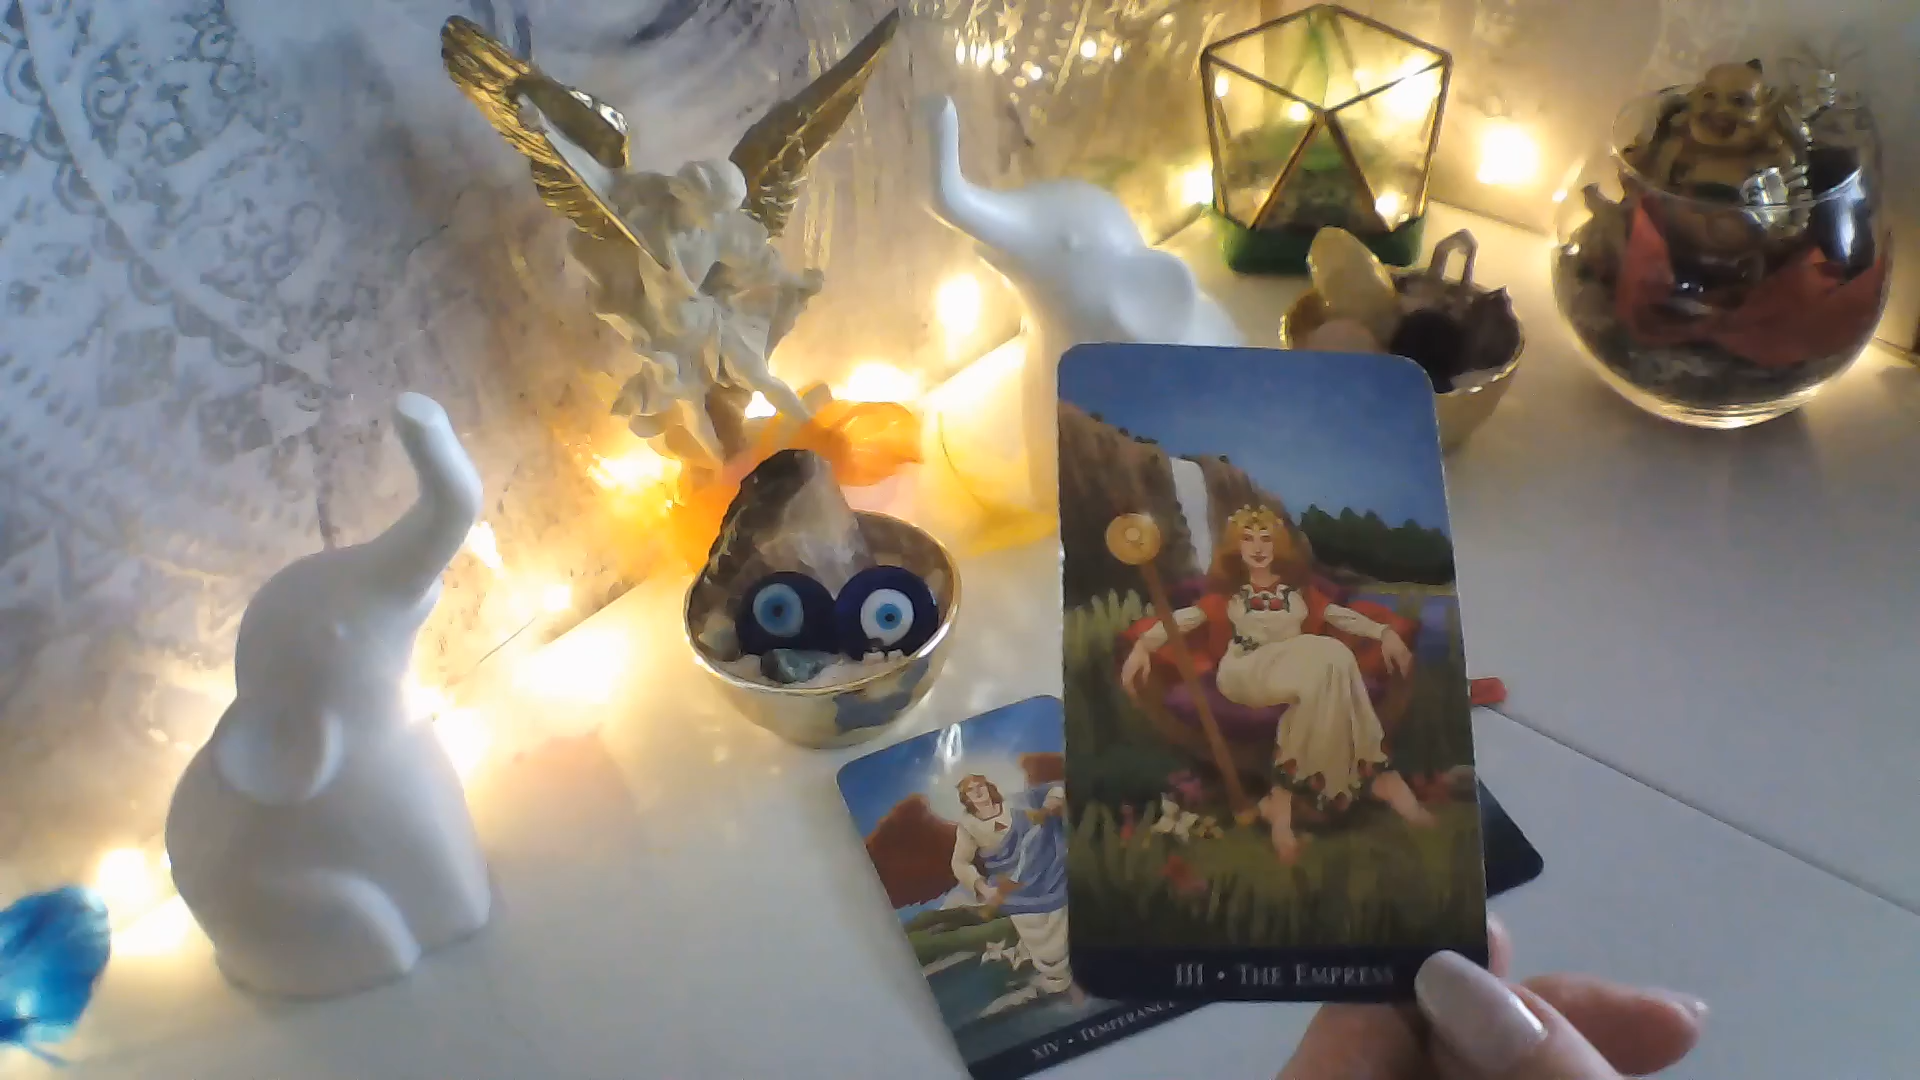 III • THE EMPRESS
XIV • TEMPERANCE